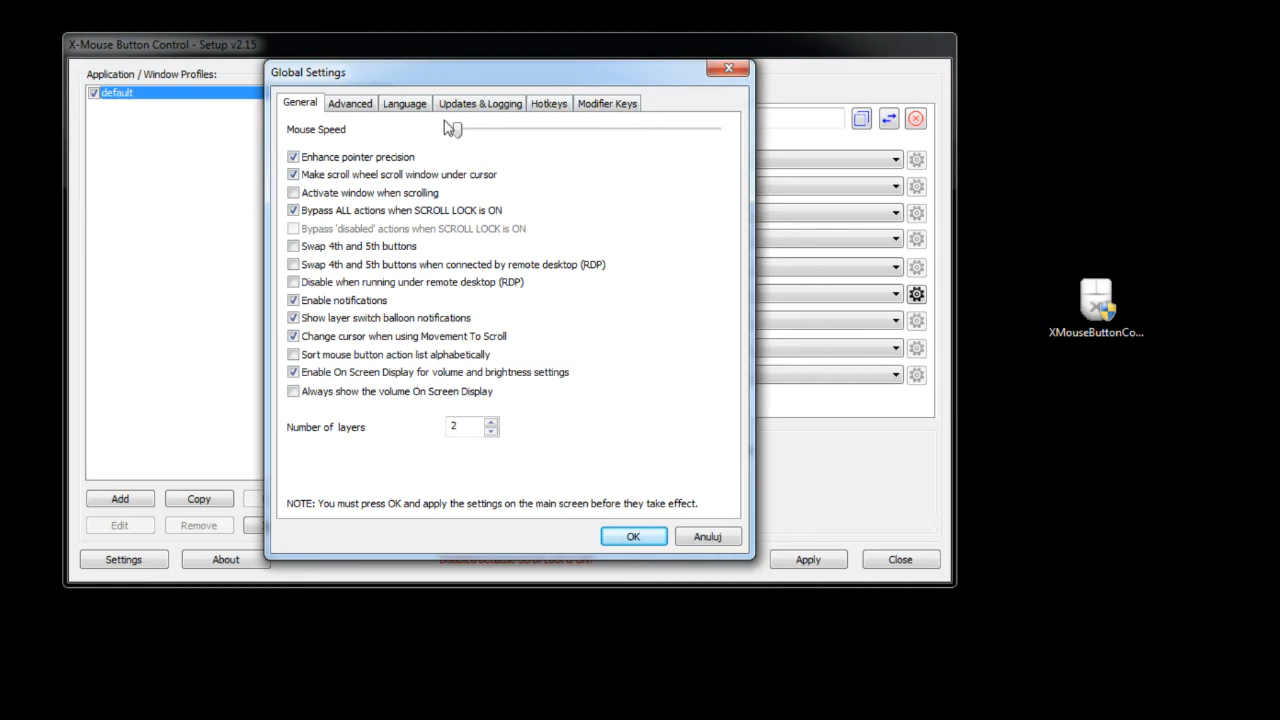 X-Mouse Button Control - Setup v2.15
Application / Window Profiles:
default
Global Settings
General Advanced Language Updates & Logging Hotkeys Modifier Keys
Mouse Speed
Enhance pointer precision
Make scroll wheel scroll window under cursor
Activate window when scrolling
Bypass ALL actions when SCROLL LOCK is ON
Bypass 'disabled' actions when SCROLL LOCK is ON
Swap 4th and 5th buttons
Swap 4th and 5th buttons when connected by remote desktop (RDP)
Disable when running under remote desktop (RDP)
Enable notifications
Show layer switch balloon notifications
Change cursor when using Movement To Scroll
Sort mouse button action list alphabetically
Enable On Screen Display for volume and brightness settings
Always show the volume On Screen Display
Number of layers 2
NOTE: You must press OK and apply the settings on the main screen before they take effect.
OK Anuluj
Add Copy
Edit Remove
Settings About
Apply Close
XMouseButtonCo...